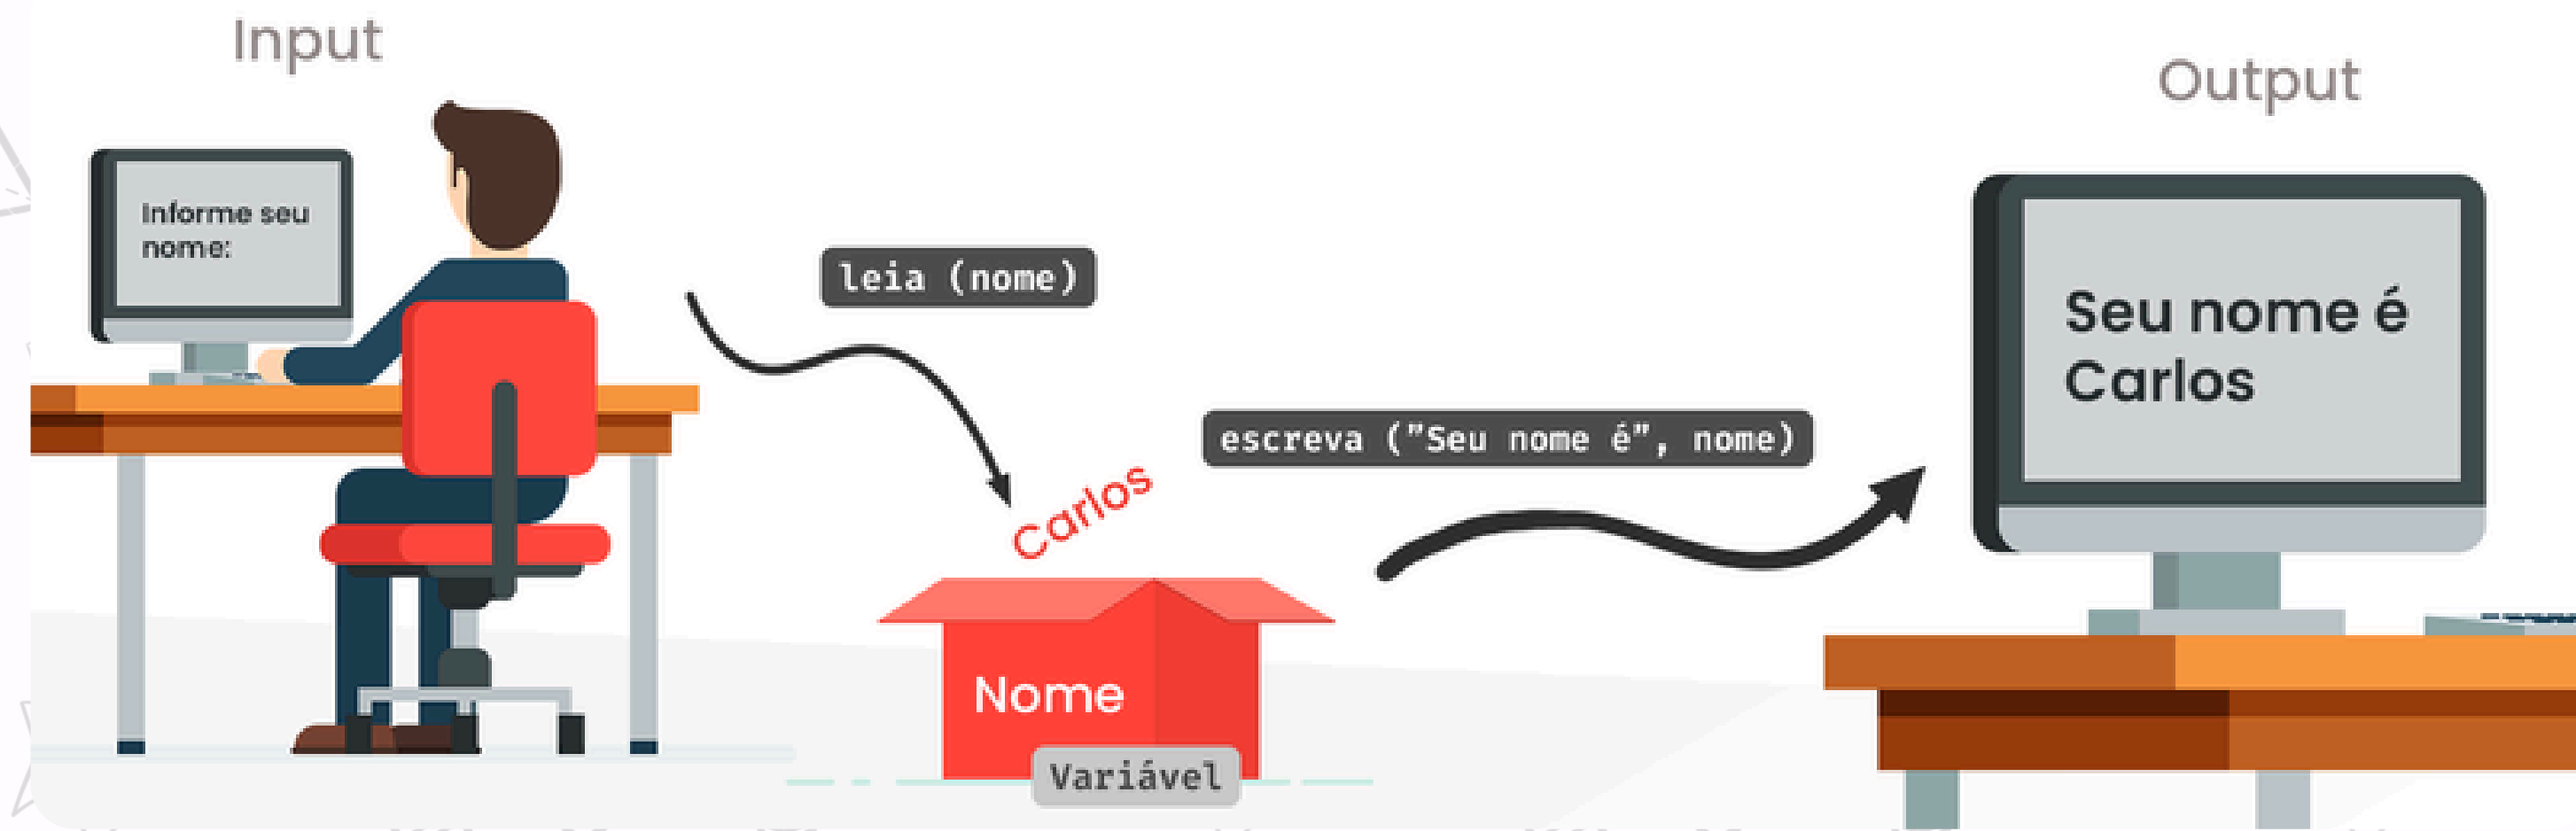 Input
Output
Informe seu
nome:
leia (nome)
Carlos
escreva ("Seu nome é", nome)
Seu nome é
Carlos
Nome
Variável